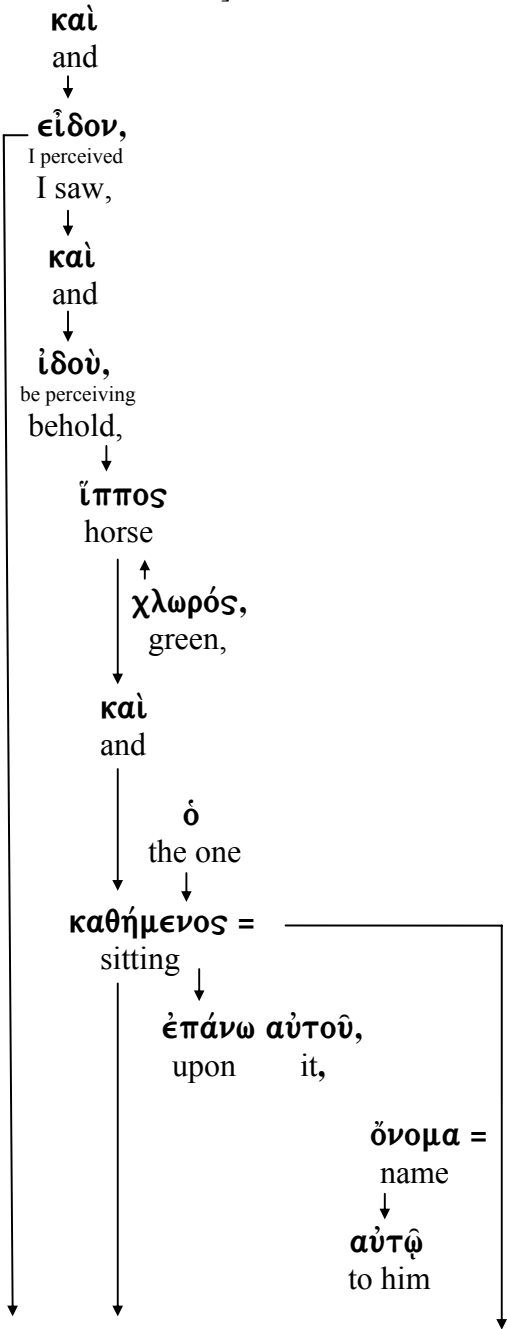 καὶ
and
εἶδον,
I perceived
I saw,
καὶ
and
ἰδοὺ,
be perceiving
behold,
ἵππος
horse
χλωρός,
green,
καὶ
and
ὁ
the one
καθήμενος =
sitting
ἐπάνω αὐτοῦ,
upon it,
ὄνομα =
name
αὐτῷ
to him